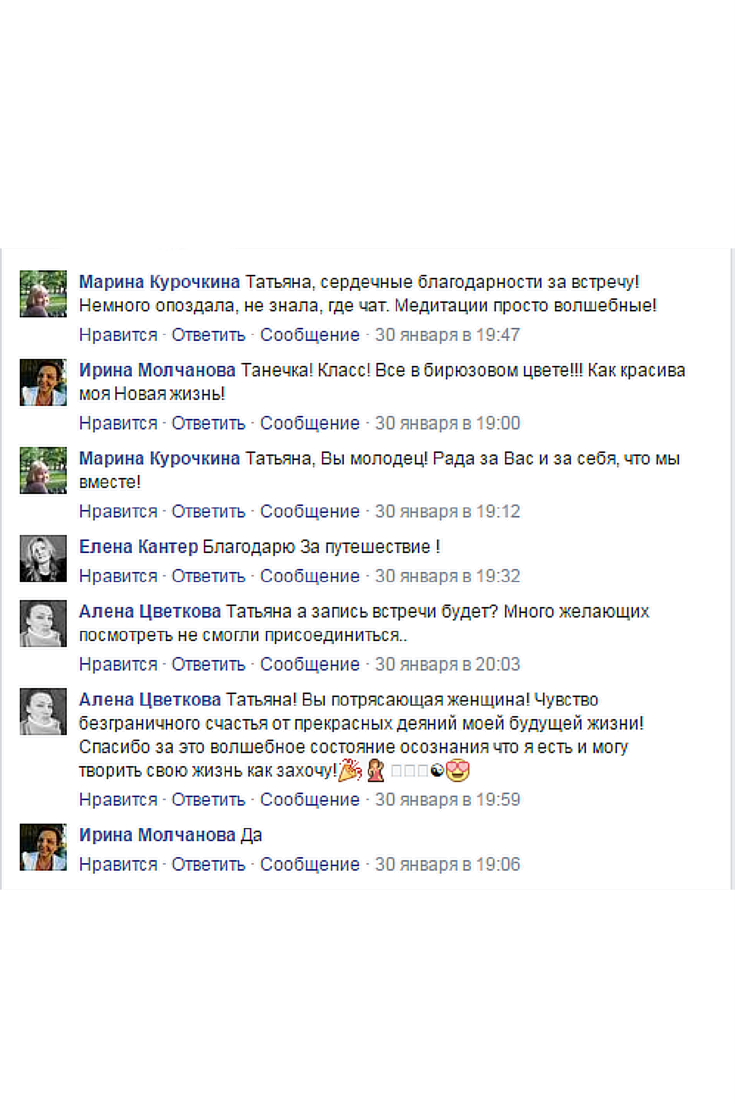 Марина Курочкина Татьяна, сердечные благодарности за встречу!
Немного опоздала, не знала, где чат. Медитации просто волшебные!
Нравится · Ответить · Сообщение · 30 января в 19:47
Ирина Молчанова Танечка! Класс! Все в бирюзовом цвете!!! Как красива
моя Новая жизнь!
Нравится · Ответить · Сообщение · 30 января в 19:00
Марина Курочкина Татьяна, Вы молодец! Рада за Вас и за себя, что мы
вместе!
Нравится · Ответить · Сообщение · 30 января в 19:12
Елена Кантер Благодарю За путешествие !
Нравится · Ответить · Сообщение · 30 января в 19:32
Алена Цветкова Татьяна а запись встречи будет? Много желающих
посмотреть не смогли присоединиться..
Нравится · Ответить · Сообщение · 30 января в 20:03
Алена Цветкова Татьяна! Вы потрясающая женщина! Чувство
безграничного счастья от прекрасных деяний моей будущей жизни!
Спасибо за это волшебное состояние осознания что я есть и могу
творить свою жизнь как захочу!
Нравится · Ответить · Сообщение · 30 января в 19:59
Ирина Молчанова Да
Нравится · Ответить · Сообщение · 30 января в 19:06